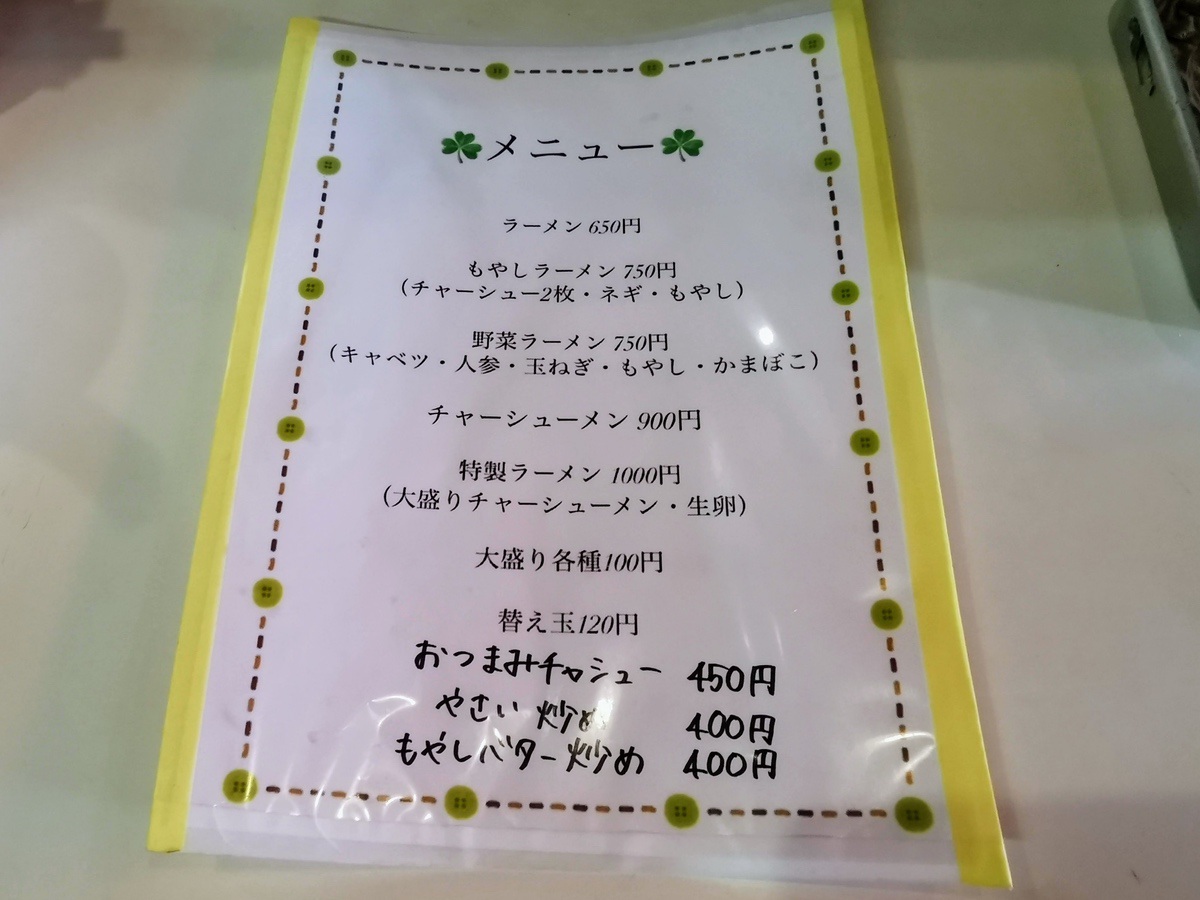 メニュー
ラーメン 650円
もやしラーメン 750円
（チャーシュー2枚・ネギ・もやし）
野菜ラーメン 750円
（キャベツ・人参・玉ねぎ・もやし・かまぼこ）
チャーシューメン 900円
特製ラーメン 1000円
（大盛りチャーシューメン・生卵）
大盛り各種100円
替え玉120円
おつまみチャシュー 450円
やさい炒め 400円
もやしバター炒め 400円